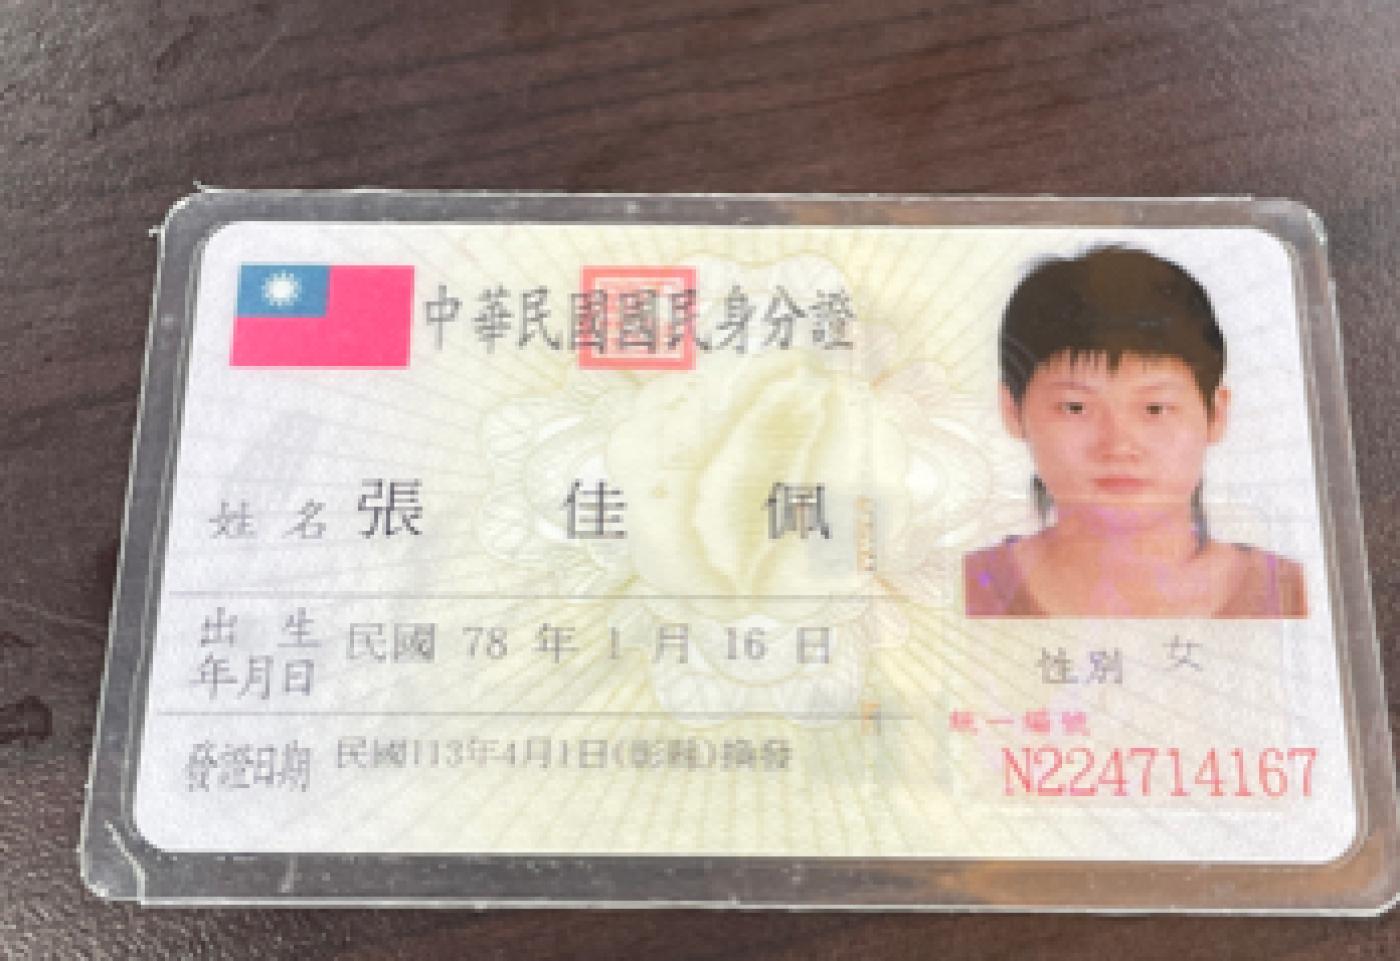 中華民國國民身分證
姓名 張佳佩
出生年月日 民國 78 年 1 月 16 日
發證日期 民國113年4月1日(彰縣)換發
性別 女
統一編號
N224714167